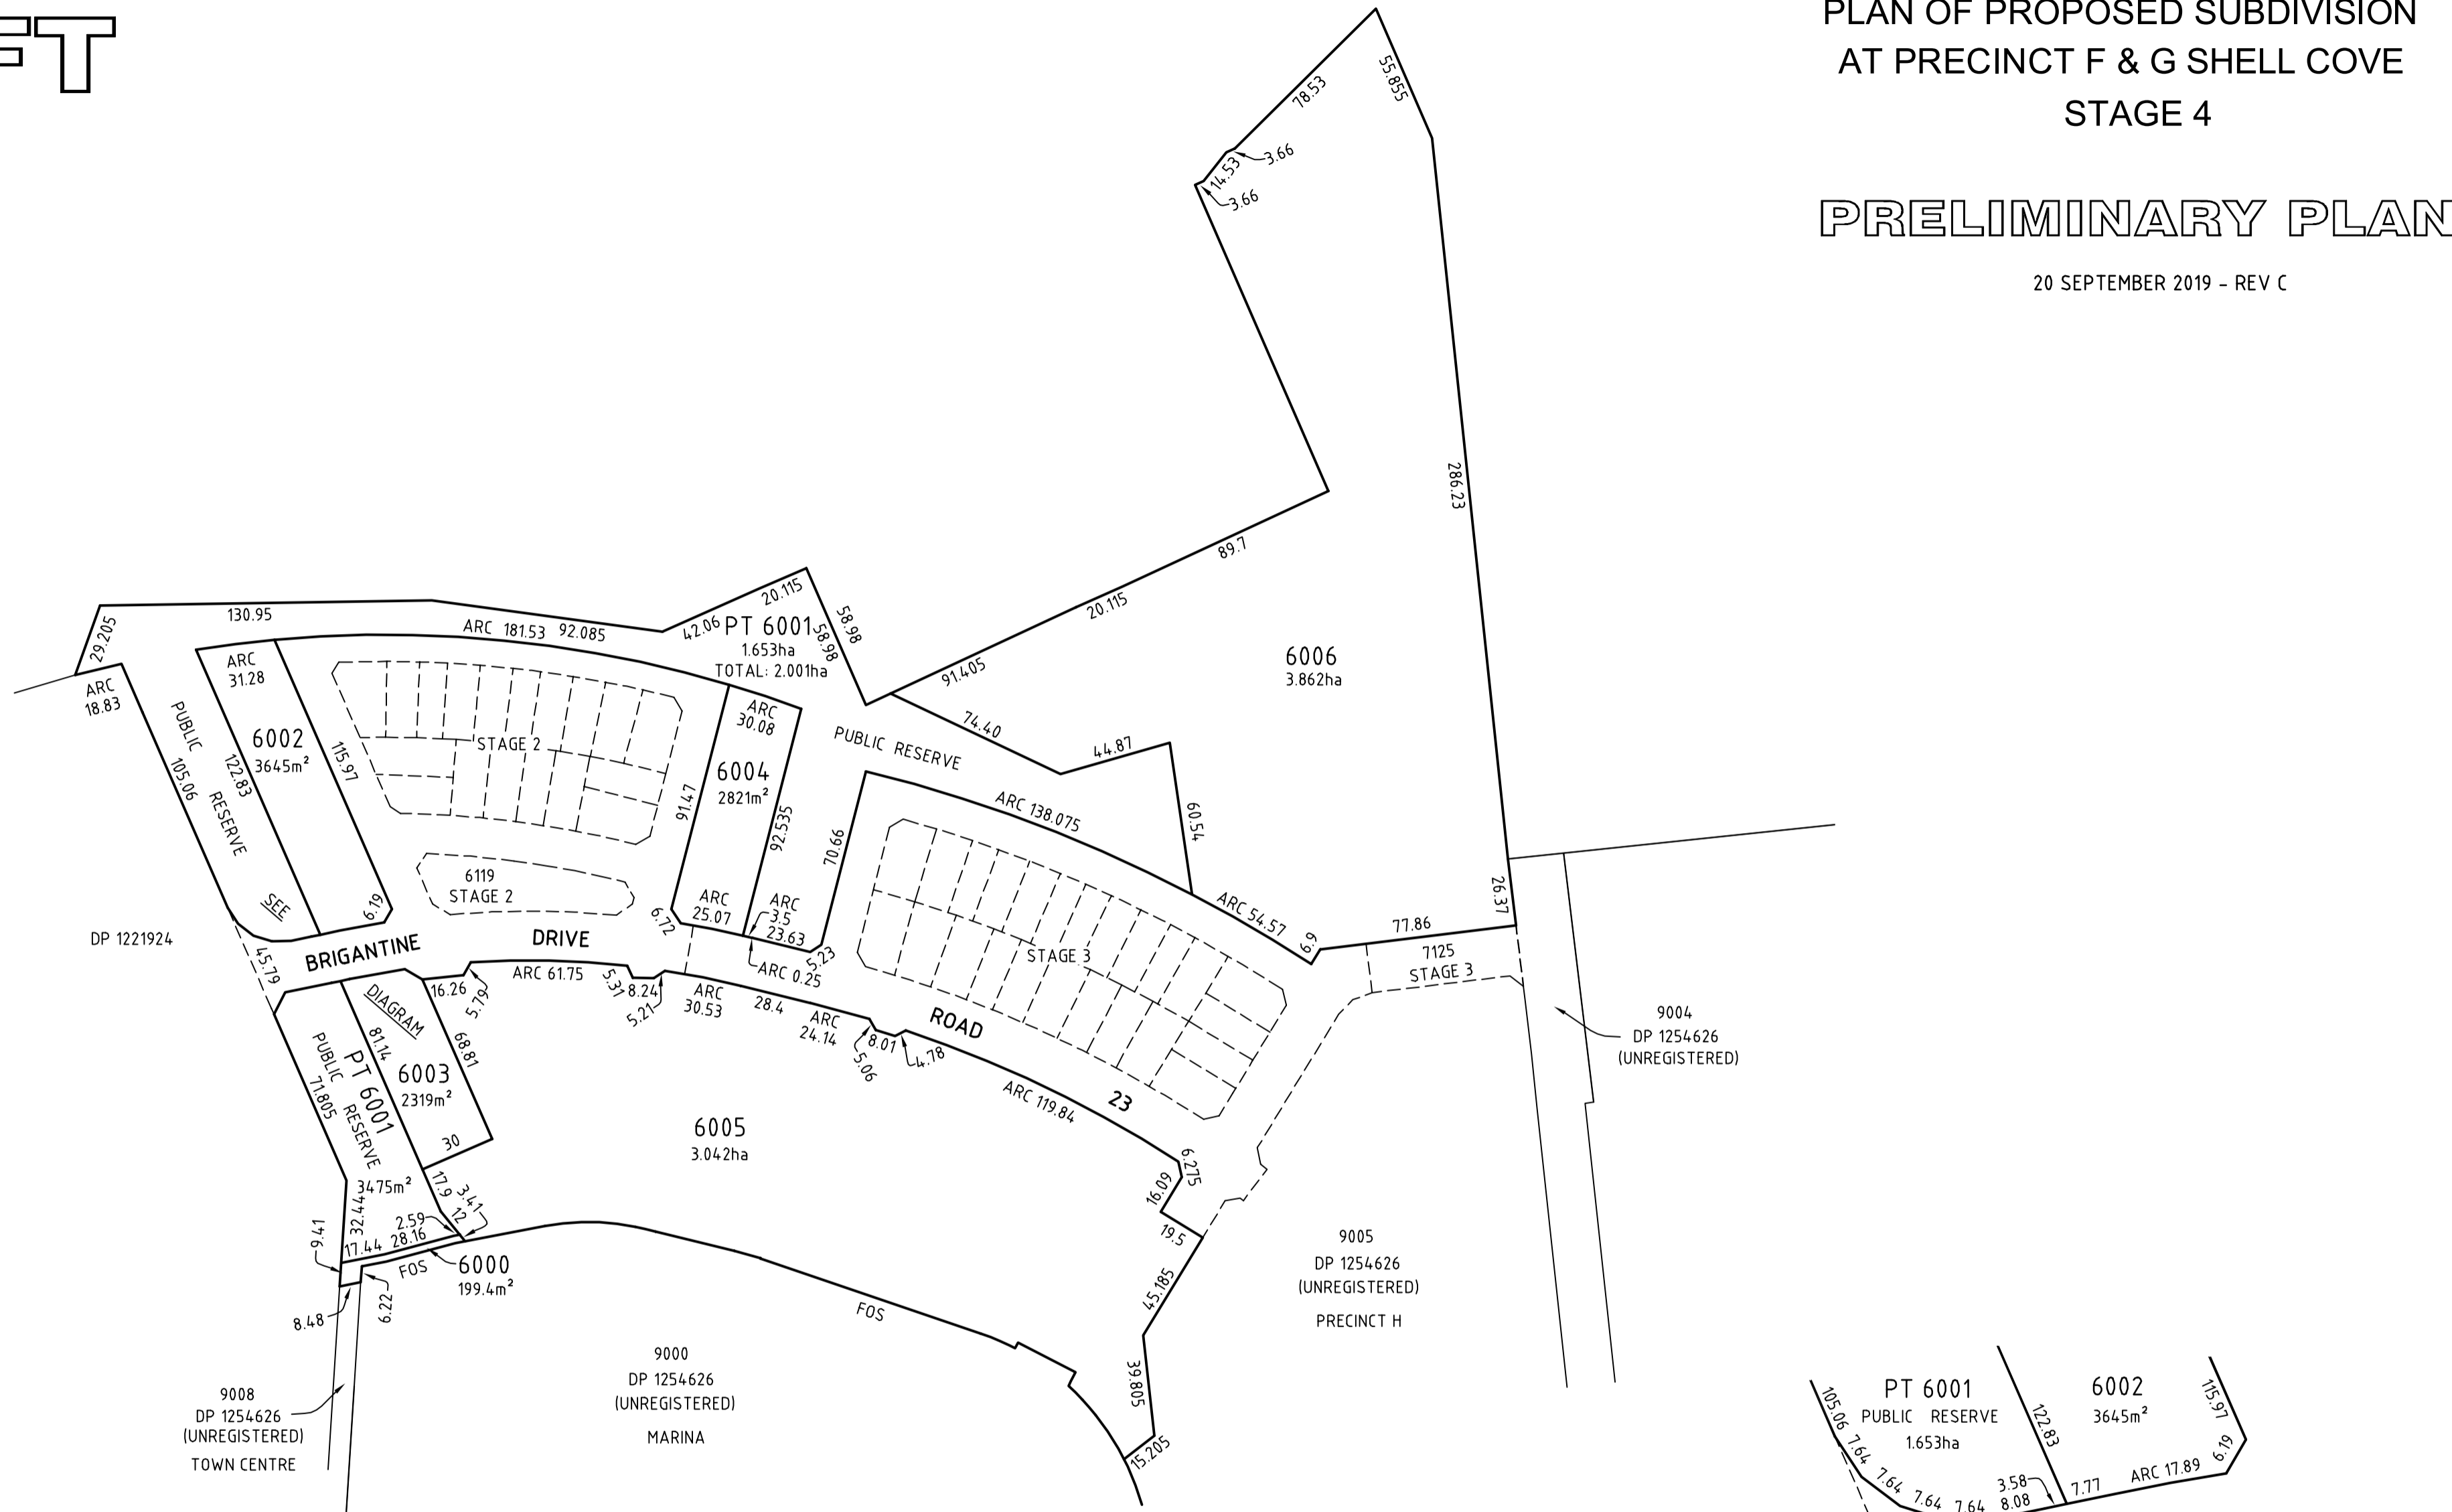 FT
PLAN OF PROPOSED SUBDIVISION
AT PRECINCT F & G SHELL COVE
STAGE 4
PRELIMINARY PLAN
20 SEPTEMBER 2019 - REV C
55.855
78.53
3.66
14.53
3.66
286.23
89.7
20.115
91.405
6006
3.862ha
130.95
29.205
ARC 181.53
92.085
42.06
20.115
58.98
58.98
PT 6001
1.653ha
TOTAL: 2.001ha
ARC
18.83
ARC
31.28
PUBLIC
RESERVE
105.06
122.83
6002
3645m²
115.97
STAGE 2
ARC
30.08
6004
2821m²
91.47
92.535
PUBLIC RESERVE
74.40
44.87
60.54
ARC 138.075
70.66
6119
STAGE 2
SEE
6.19
6.72
ARC
25.07
ARC
3.5
23.63
5.23
ARC 0.25
ARC 54.57
6.9
77.86
26.37
7125
STAGE 3
STAGE 3
DP 1221924
45.79
BRIGANTINE
DRIVE
ROAD
23
DIAGRAM
16.26
5.79
ARC 61.75
5.31
8.24
5.21
ARC
30.53
28.4
ARC
24.14
5.06
8.01
4.78
ARC 119.84
9004
DP 1254626
(UNREGISTERED)
PUBLIC
RESERVE
PT 6001
71.805
81.14
68.81
6003
2319m²
30
3475m²
32.44
17.9
3.41
12
2.59
28.16
17.44
9.41
6005
3.042ha
6.275
16.09
19.5
45.185
39.805
15.205
FOS
6000
199.4m²
6.22
8.48
FOS
9005
DP 1254626
(UNREGISTERED)
PRECINCT H
9000
DP 1254626
(UNREGISTERED)
MARINA
9008
DP 1254626
(UNREGISTERED)
TOWN CENTRE
PT 6001
PUBLIC RESERVE
1.653ha
6002
3645m²
105.06
122.83
115.97
6.19
7.64
7.64
7.64
7.64
3.58
8.08
7.77
ARC 17.89